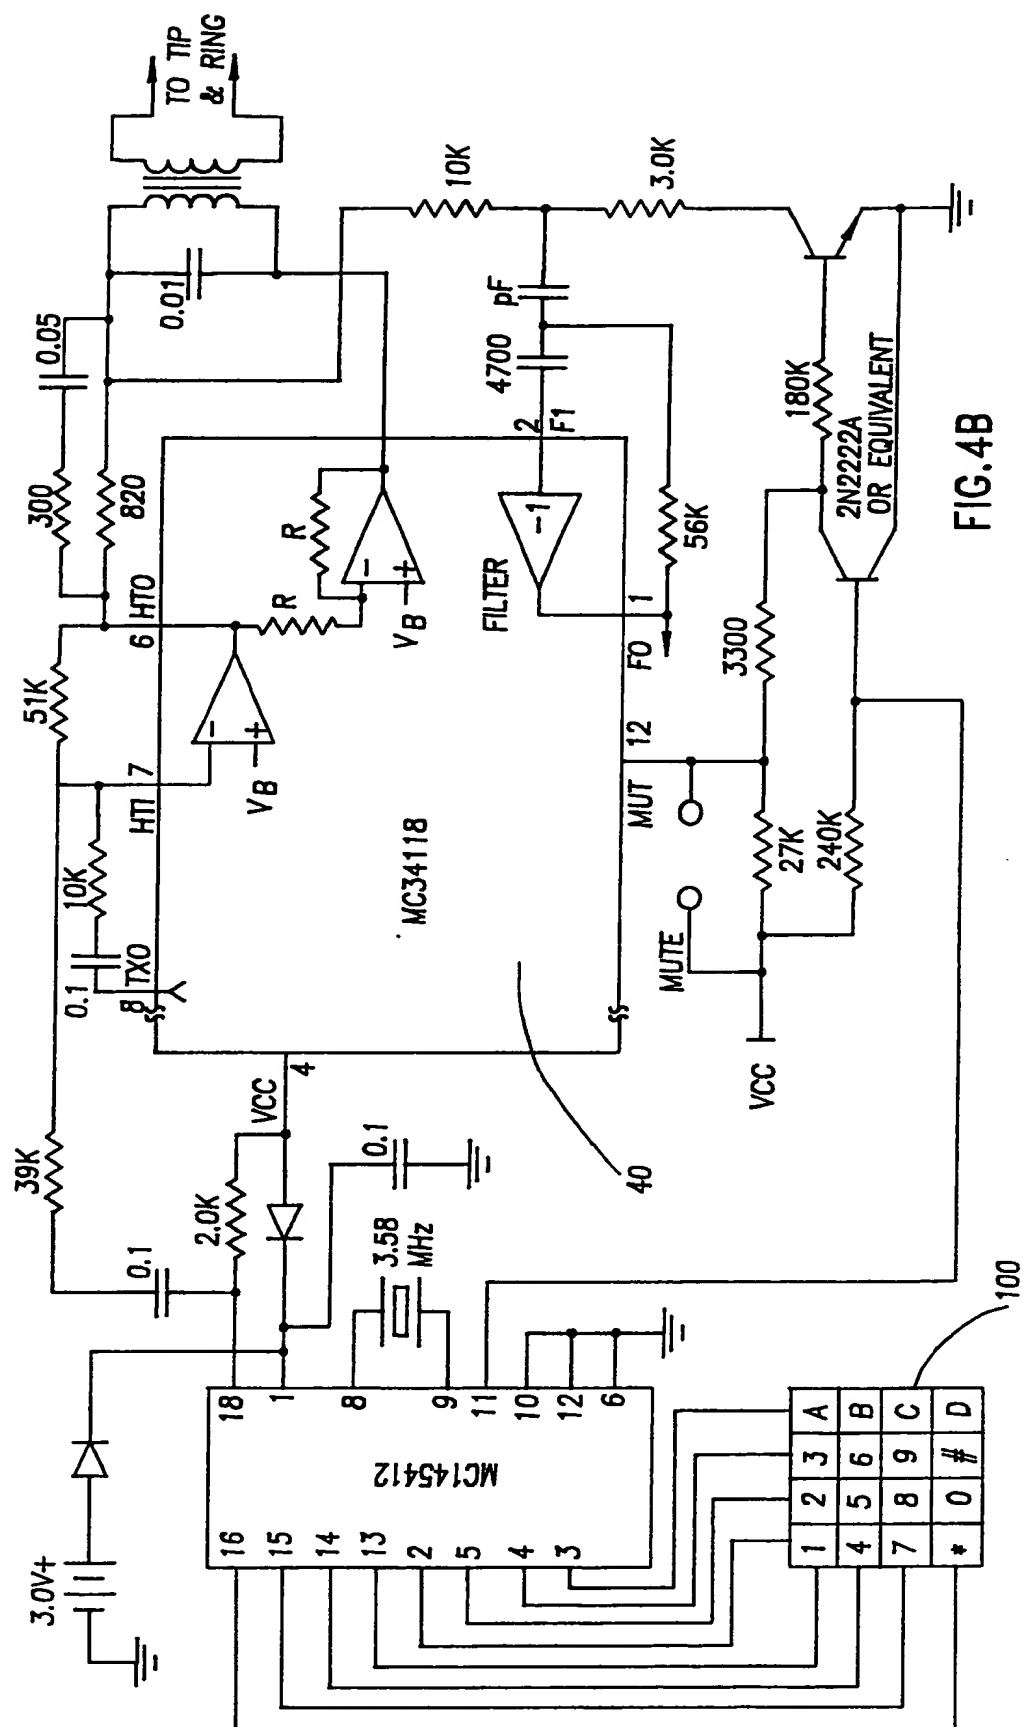 TO TIP
& RING
0.05
0.01
300
820
51K
39K
10K
0.1
8
TXO
HTI
7
6
HTO
R
R
VB
VB
MC34118
FILTER
-1
2
F1
4700
pF
10K
3.0K
56K
1
FO
12
MUT
MUTE
3300
180K
2N2222A
OR EQUIVALENT
27K
240K
VCC
VCC
4
2.0K
0.1
0.1
40
3.58
MHz
3.0V+
MC145412
18
1
8
9
11
10
12
6
16
15
14
13
2
5
4
3
1 2 3 A
4 5 6 B
7 8 9 C
* 0 # D
100
FIG.4B